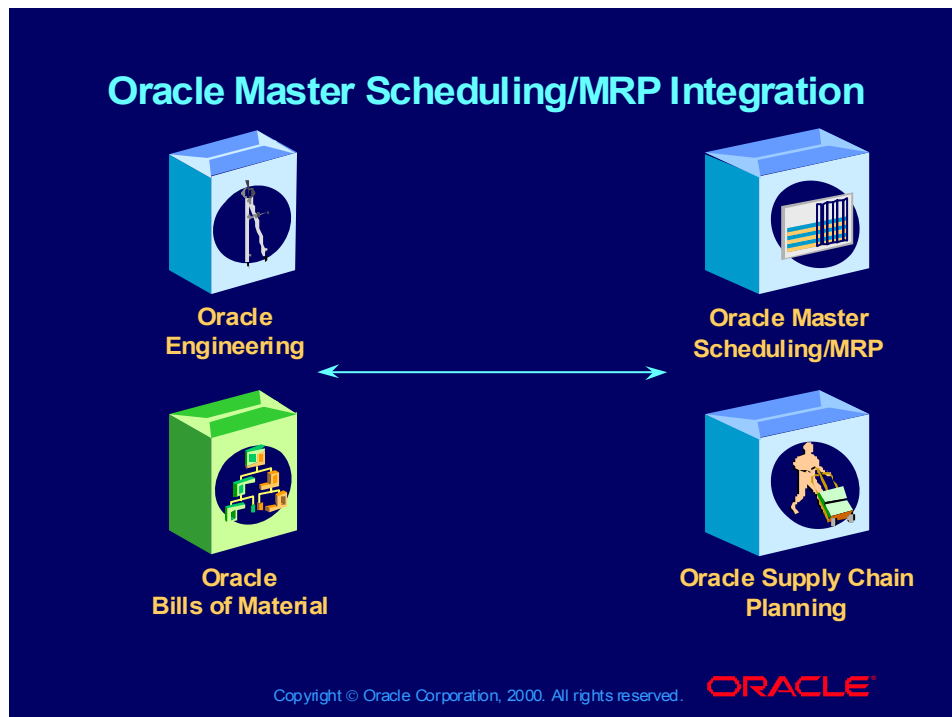 Oracle Master Scheduling/MRP Integration
Oracle
Engineering
Oracle Master
Scheduling/MRP
Oracle
Bills of Material
Oracle Supply Chain
Planning
Copyright © Oracle Corporation, 2000. All rights reserved.
ORACLE®